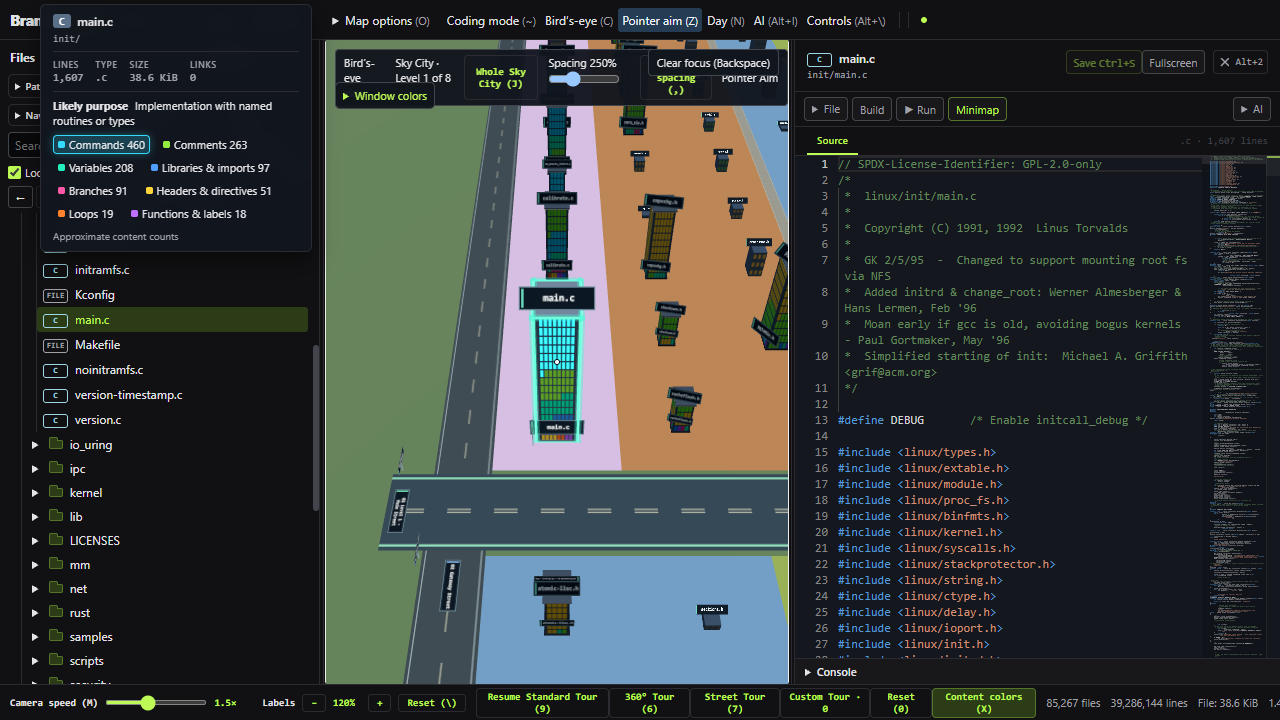 Map options (O) Coding mode (~) Bird's-eye (C) Pointer aim (Z) Day (N) AI (Alt+I) Controls (Alt+\)
C main.c
init/
LINES TYPE SIZE LINKS
1,607 .c 38.6 KiB 0
Likely purpose Implementation with named
routines or types
Commands 460 Comments 263
Variables 208 Libraries & imports 97
Branches 91 Headers & directives 51
Loops 19 Functions & labels 18
Approximate content counts
Files
C initramfs.c
FILE Kconfig
C main.c
FILE Makefile
C noinitramfs.c
C version-timestamp.c
C version.c
io_uring
ipc
kernel
lib
LICENSES
mm
net
rust
samples
scripts
Bird's-
eye
Sky City ·
Level 1 of 8
Whole Sky
City (J)
Spacing 250%
Clear focus (Backspace)
spacing
(,)
Pointer Aim
Window colors
calibrate.c
main.c
main.c
C main.c
init/main.c
Save Ctrl+S Fullscreen ✕ Alt+2
File Build Run Minimap AI
Source .c · 1,607 lines
1 // SPDX-License-Identifier: GPL-2.0-only
2 /*
3 *  linux/init/main.c
4 *
5 *  Copyright (C) 1991, 1992  Linus Torvalds
6 *
7 *  GK 2/5/95  -  Changed to support mounting root fs
via NFS
8 *  Added initrd & change_root: Werner Almesberger &
Hans Lermen, Feb '96
9 *  Moan early if gcc is old, avoiding bogus kernels
- Paul Gortmaker, May '96
10 *  Simplified starting of init:  Michael A. Griffith
<grif@acm.org>
11 */
12
13 #define DEBUG /* Enable initcall_debug */
14
15 #include <linux/types.h>
16 #include <linux/extable.h>
17 #include <linux/module.h>
18 #include <linux/proc_fs.h>
19 #include <linux/binfmts.h>
20 #include <linux/kernel.h>
21 #include <linux/syscalls.h>
22 #include <linux/stackprotector.h>
23 #include <linux/string.h>
24 #include <linux/ctype.h>
25 #include <linux/delay.h>
26 #include <linux/ioport.h>
27 #include <linux/init.h>
Console
Camera speed (M) 1.5× Labels − 120% + Reset (\)
Resume Standard Tour
(9)
360° Tour
(6)
Street Tour
(7)
Custom Tour ·
0
Reset
(0)
Content colors
(X)
85,267 files 39,286,144 lines File: 38.6 KiB